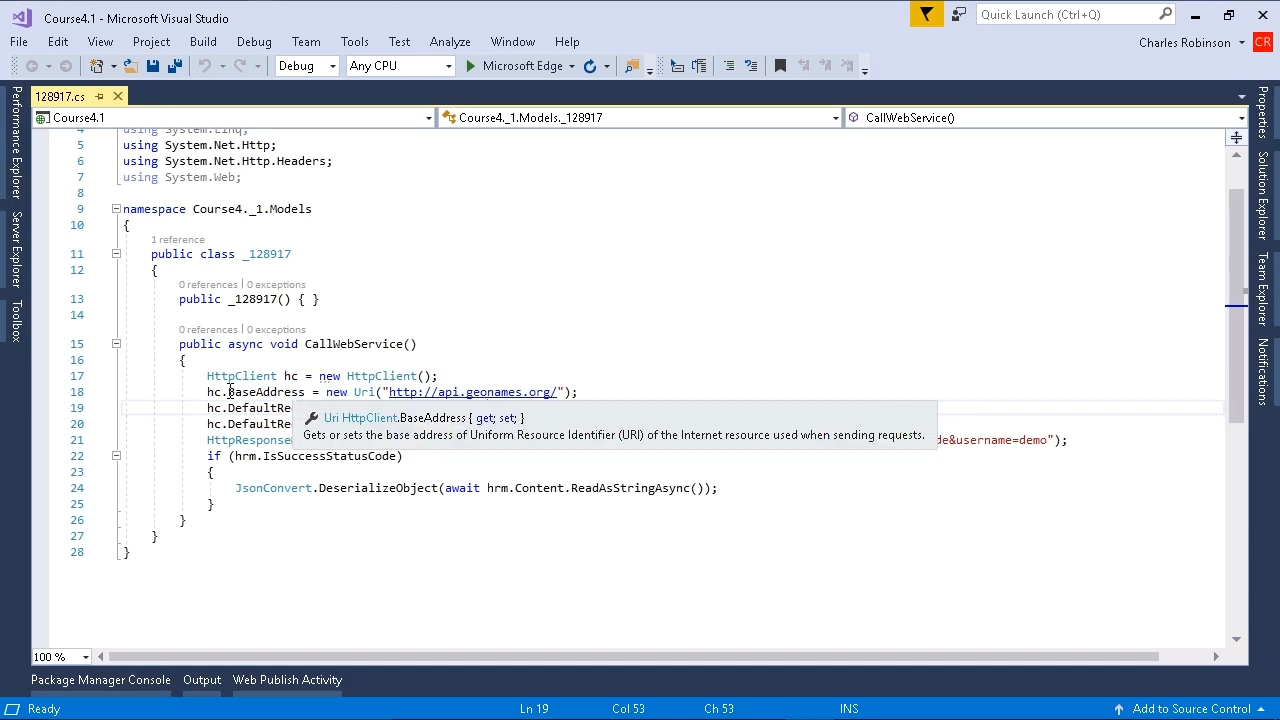 Course4.1 - Microsoft Visual Studio
Quick Launch (Ctrl+Q)
File Edit View Project Build Debug Team Tools Test Analyze Window Help
Charles Robinson
CR
Debug Any CPU Microsoft Edge
128917.cs
Course4.1 Course4._1.Models._128917 CallWebService()
Performance Explorer
Server Explorer
Toolbox
Properties
Solution Explorer
Team Explorer
Notifications
4 using System.Linq;
5 using System.Net.Http;
6 using System.Net.Http.Headers;
7 using System.Web;
8
9 namespace Course4._1.Models
10 {
1 reference
11 public class _128917
12 {
0 references | 0 exceptions
13 public _128917() { }
14
0 references | 0 exceptions
15 public async void CallWebService()
16 {
17 HttpClient hc = new HttpClient();
18 hc.BaseAddress = new Uri("http://api.geonames.org/");
19 hc.DefaultRe
Uri HttpClient.BaseAddress { get; set; }
20 hc.DefaultRe
Gets or sets the base address of Uniform Resource Identifier (URI) of the Internet resource used when sending requests.
21 HttpResponse de&username=demo");
22 if (hrm.IsSuccessStatusCode)
23 {
24 JsonConvert.DeserializeObject(await hrm.Content.ReadAsStringAsync());
25 }
26 }
27 }
28 }
100 %
Package Manager Console Output Web Publish Activity
Ready Ln 19 Col 53 Ch 53 INS Add to Source Control